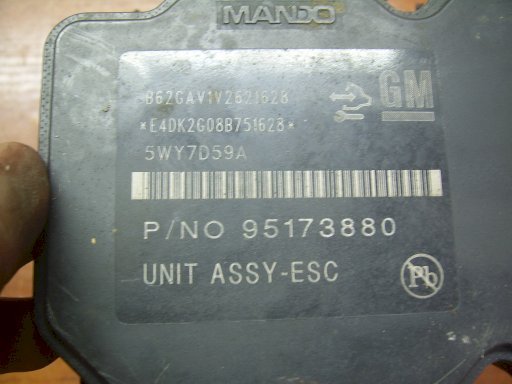 MANDO
B62GAV1V2621628
GM
*E4DK2G08B751628*
5WY7D59A
P/NO 95173880
UNIT ASSY-ESC
Pb